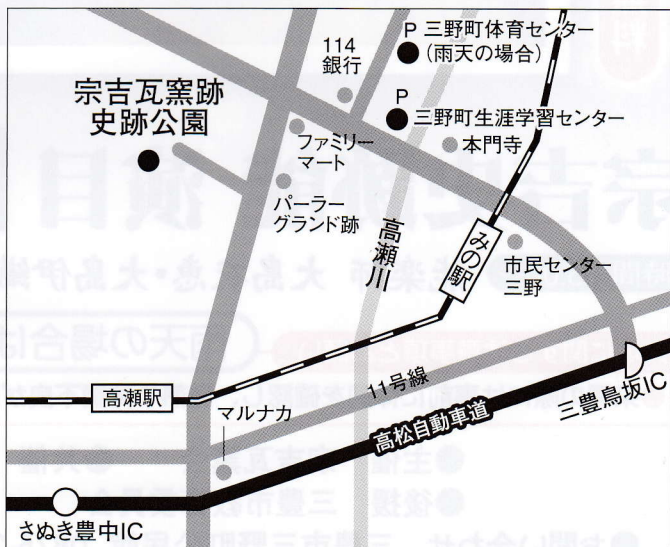 P 三野町体育センター
(雨天の場合)
114
銀行
宗吉瓦窯跡
史跡公園
P
三野町生涯学習センター
ファミリー
マート
本門寺
パーラー
グランド跡
高瀬川
みの駅
市民センター
三野
11号線
三豊鳥坂IC
高瀬駅
マルナカ
高松自動車道
さぬき豊中IC